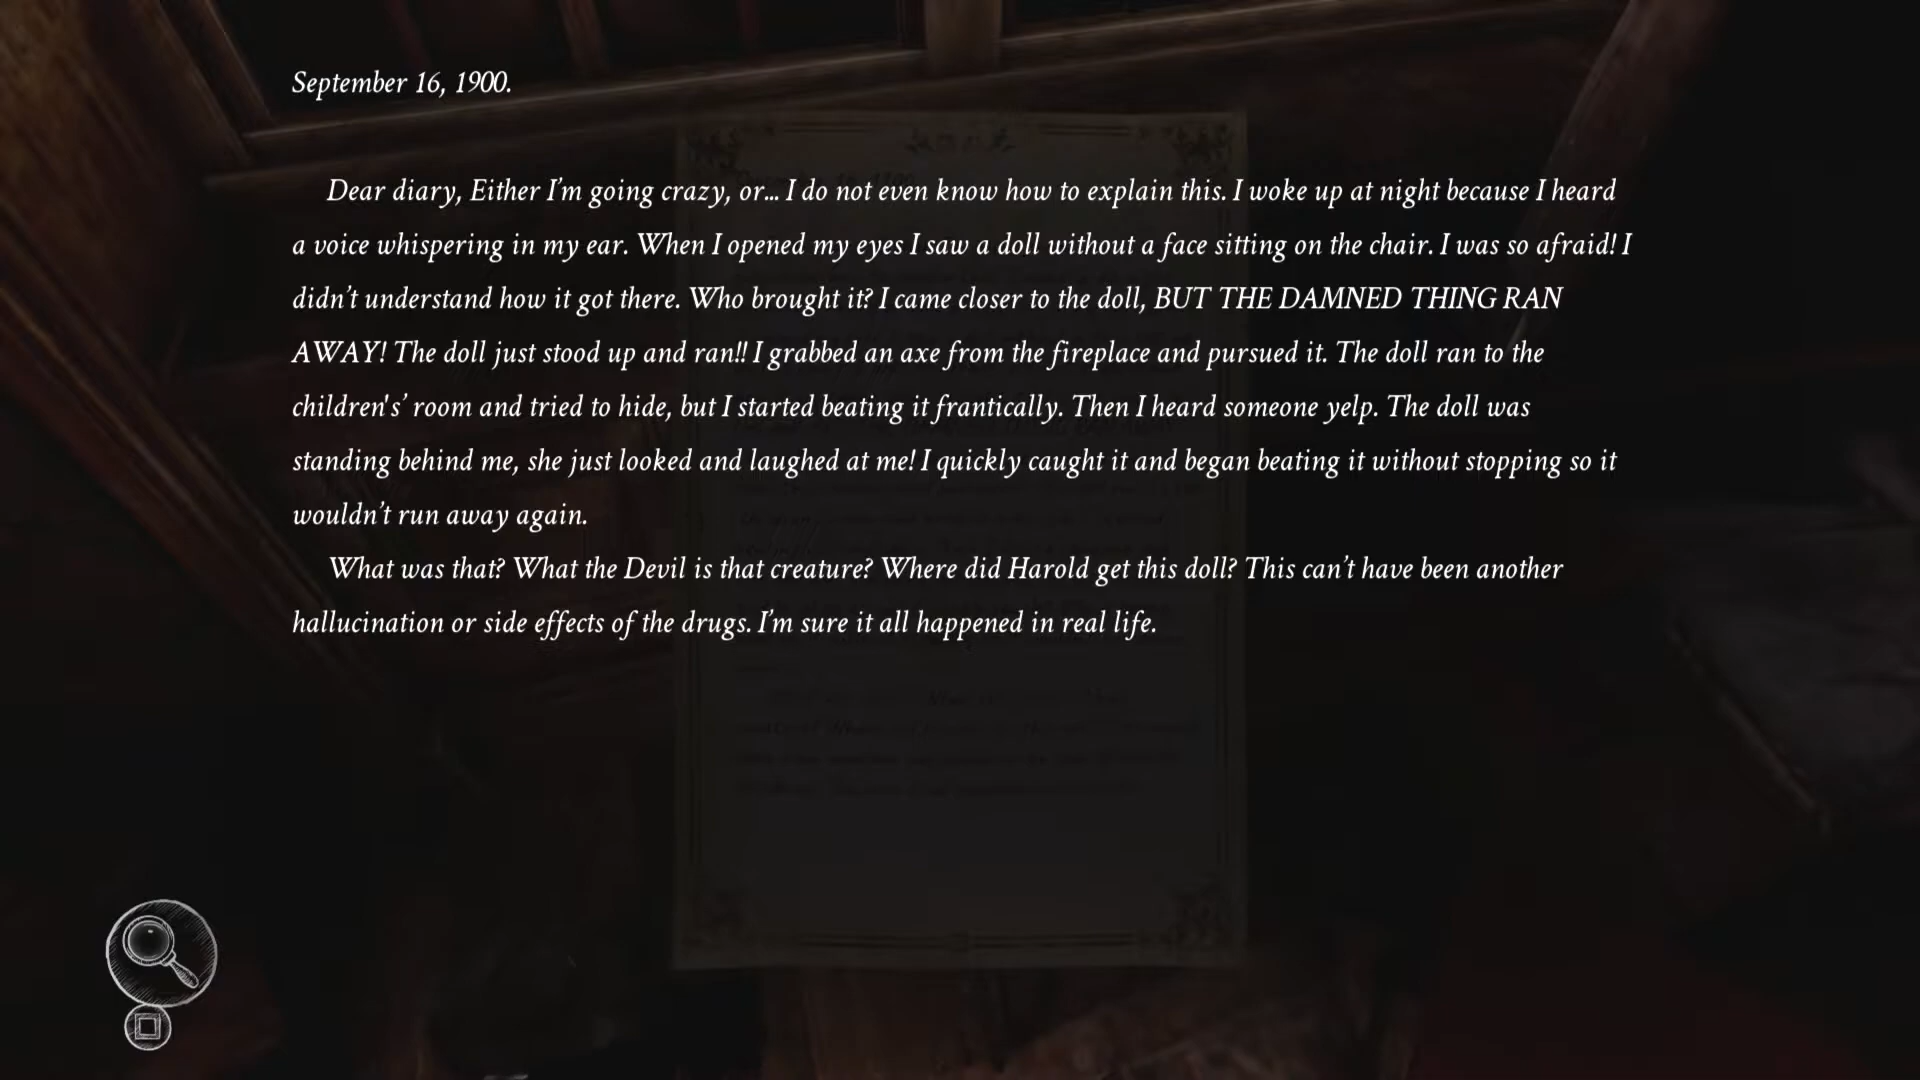 September 16, 1900.
Dear diary, Either I'm going crazy, or... I do not even know how to explain this. I woke up at night because I heard
a voice whispering in my ear. When I opened my eyes I saw a doll without a face sitting on the chair. I was so afraid! I
didn't understand how it got there. Who brought it? I came closer to the doll, BUT THE DAMNED THING RAN
AWAY! The doll just stood up and ran!! I grabbed an axe from the fireplace and pursued it. The doll ran to the
children's' room and tried to hide, but I started beating it frantically. Then I heard someone yelp. The doll was
standing behind me, she just looked and laughed at me! I quickly caught it and began beating it without stopping so it
wouldn't run away again.
What was that? What the Devil is that creature? Where did Harold get this doll? This can't have been another
hallucination or side effects of the drugs. I'm sure it all happened in real life.